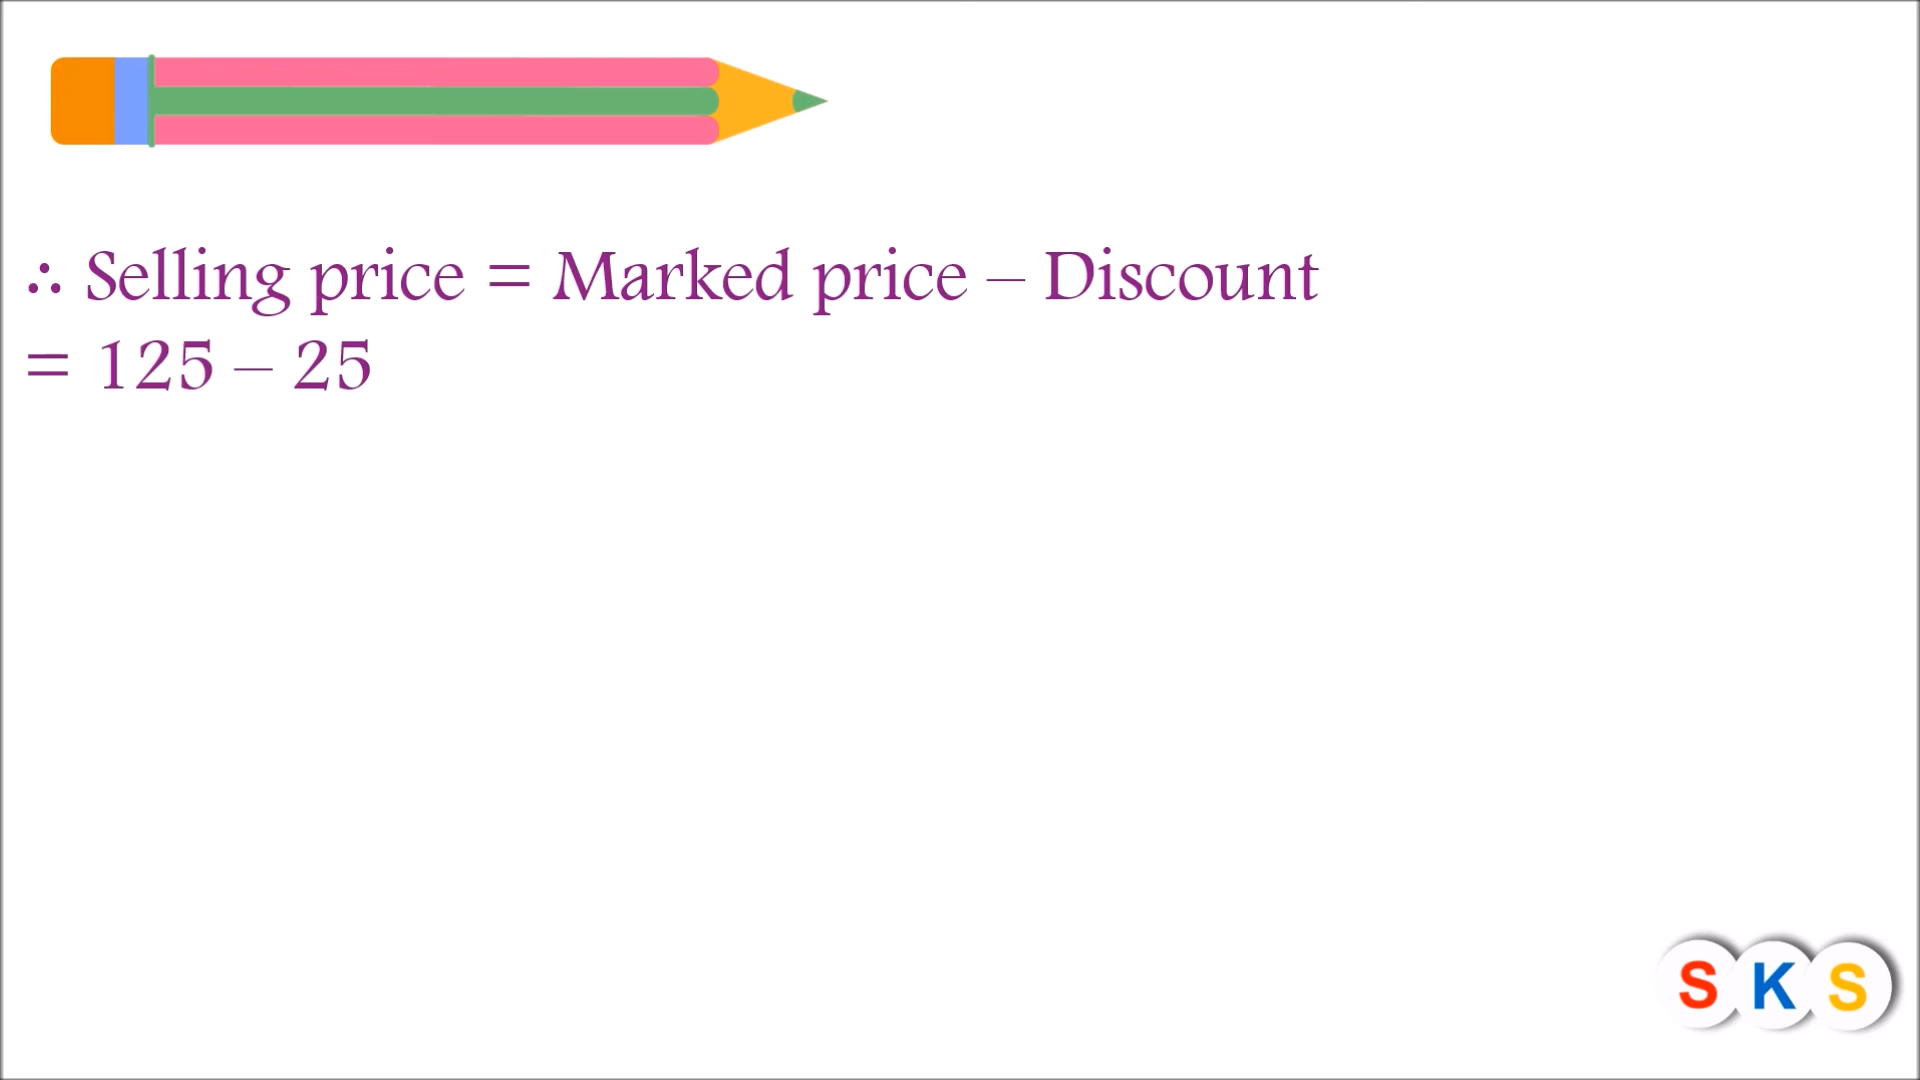 ∴ Selling price = Marked price – Discount
= 125 – 25
SKS